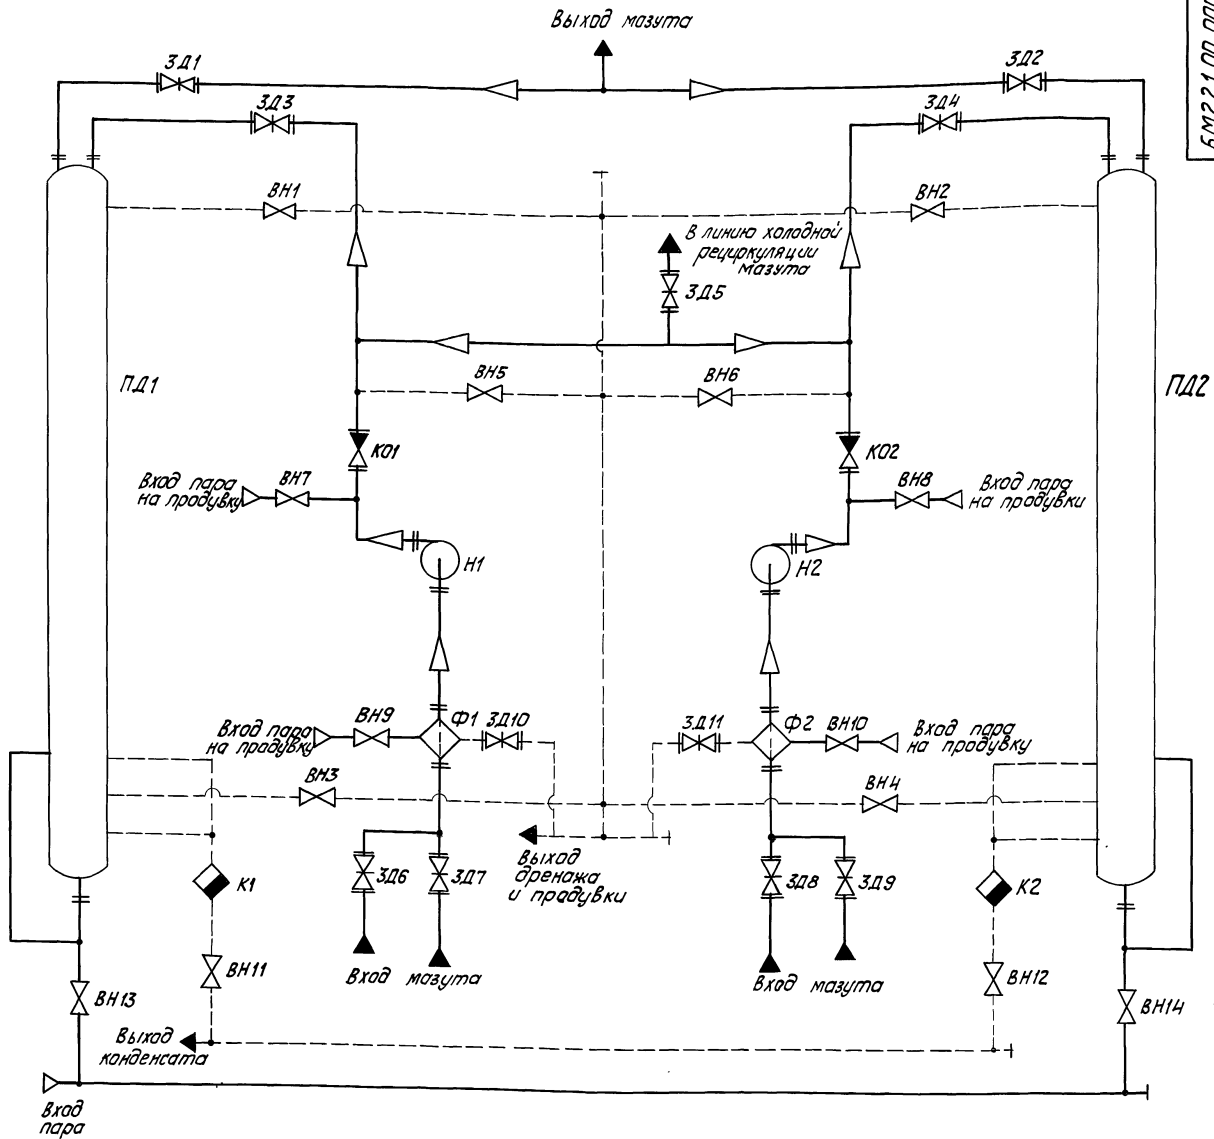 Выход мазута
ЗД1
ЗД2
ЗД3
ЗД4
ВН1
ВН2
В линию холодной
рециркуляции
мазута
ЗД5
ВН5
ВН6
ПД1
ПД2
КО1
КО2
Вход пара
на продувку
ВН7
ВН8
Вход пара
на продувки
Н1
Н2
Вход пара
на продувку
ВН9
Ф1
ЗД10
ЗД11
Ф2
ВН10
Вход пара
на продувку
ВН3
ВН4
Выход
дренажа
и продувки
К1
ЗД6
ЗД7
ЗД8
ЗД9
К2
ВН11
Вход мазута
Вход мазута
ВН12
ВН13
ВН14
Выход
конденсата
Вход
пара